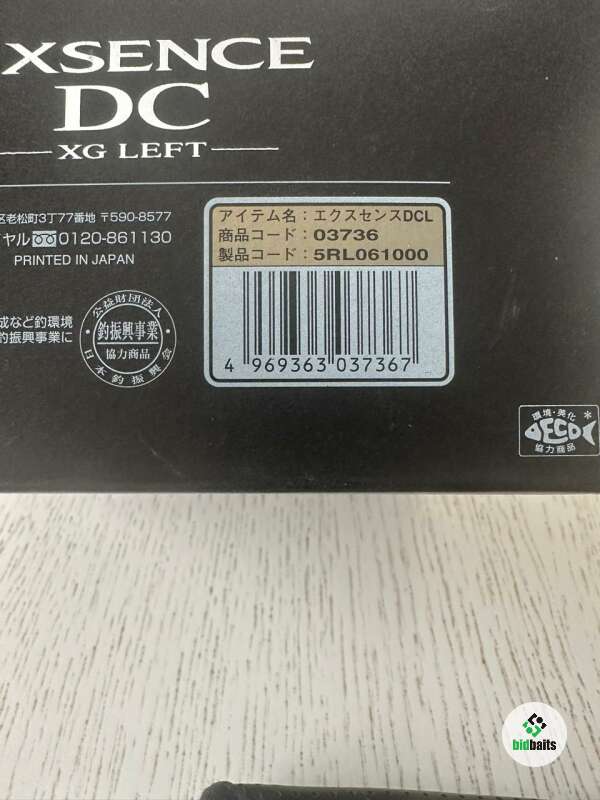 XSENCE
DC
XG LEFT
区老松町3丁77番地 〒590-8577
ヤル 0120-861130
PRINTED IN JAPAN
成など釣環境
釣振興事業に
公益財団法人
釣振興事業
協力商品
日本釣振興会
アイテム名:エクスセンスDCL
商品コード:03736
製品コード:5RL061000
4 969363 037367
環境・美化
ECO
協力商品
*
bidbaits